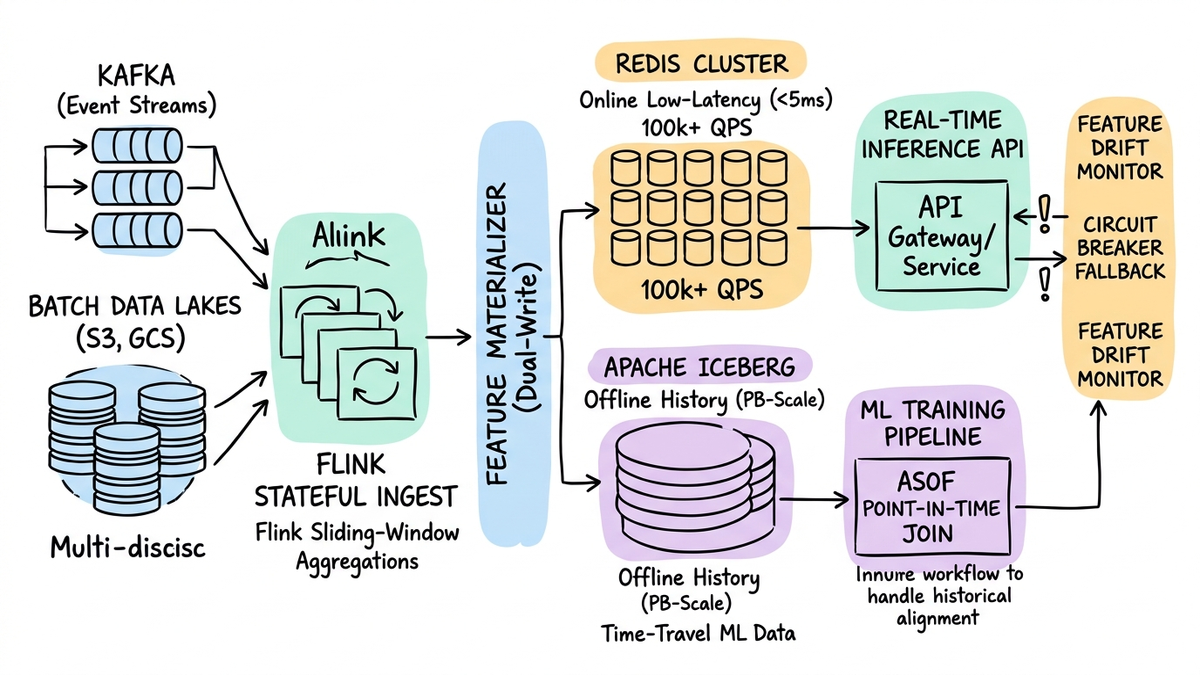 KAFKA
(Event Streams)
BATCH DATA LAKES
(S3, GCS)
Multi-discisc
Aliink
FLINK
STATEFUL INGEST
Flink Sliding-Window
Aggregations
FEATURE MATERIALIZER
(Dual-Write)
REDIS CLUSTER
Online Low-Latency (<5ms)
100k+ QPS
100k+ QPS
APACHE ICEBERG
Offline History (PB-Scale)
Offline History
(PB-Scale)
Time-Travel ML Data
REAL-TIME
INFERENCE API
API
Gateway/
Service
!
!
ML TRAINING
PIPELINE
ASOF
POINT-IN-TIME
JOIN
workflow to
handle historical
alignment
FEATURE
DRIFT
MONITOR
CIRCUIT
BREAKER
FALLBACK
FEATURE
DRIFT
MONITOR